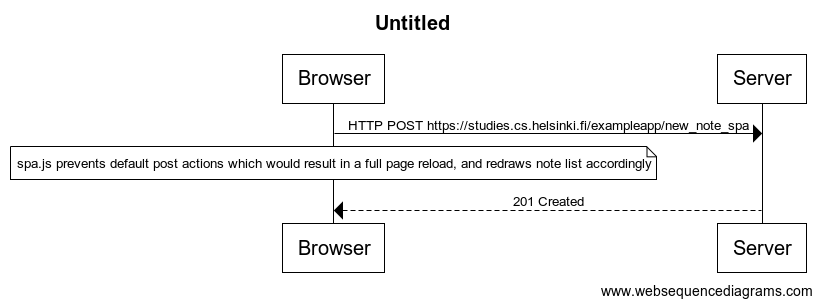 Untitled
Browser
Server
HTTP POST https://studies.cs.helsinki.fi/exampleapp/new_note_spa
spa.js prevents default post actions which would result in a full page reload, and redraws note list accordingly
201 Created
Browser
Server
www.websequencediagrams.com